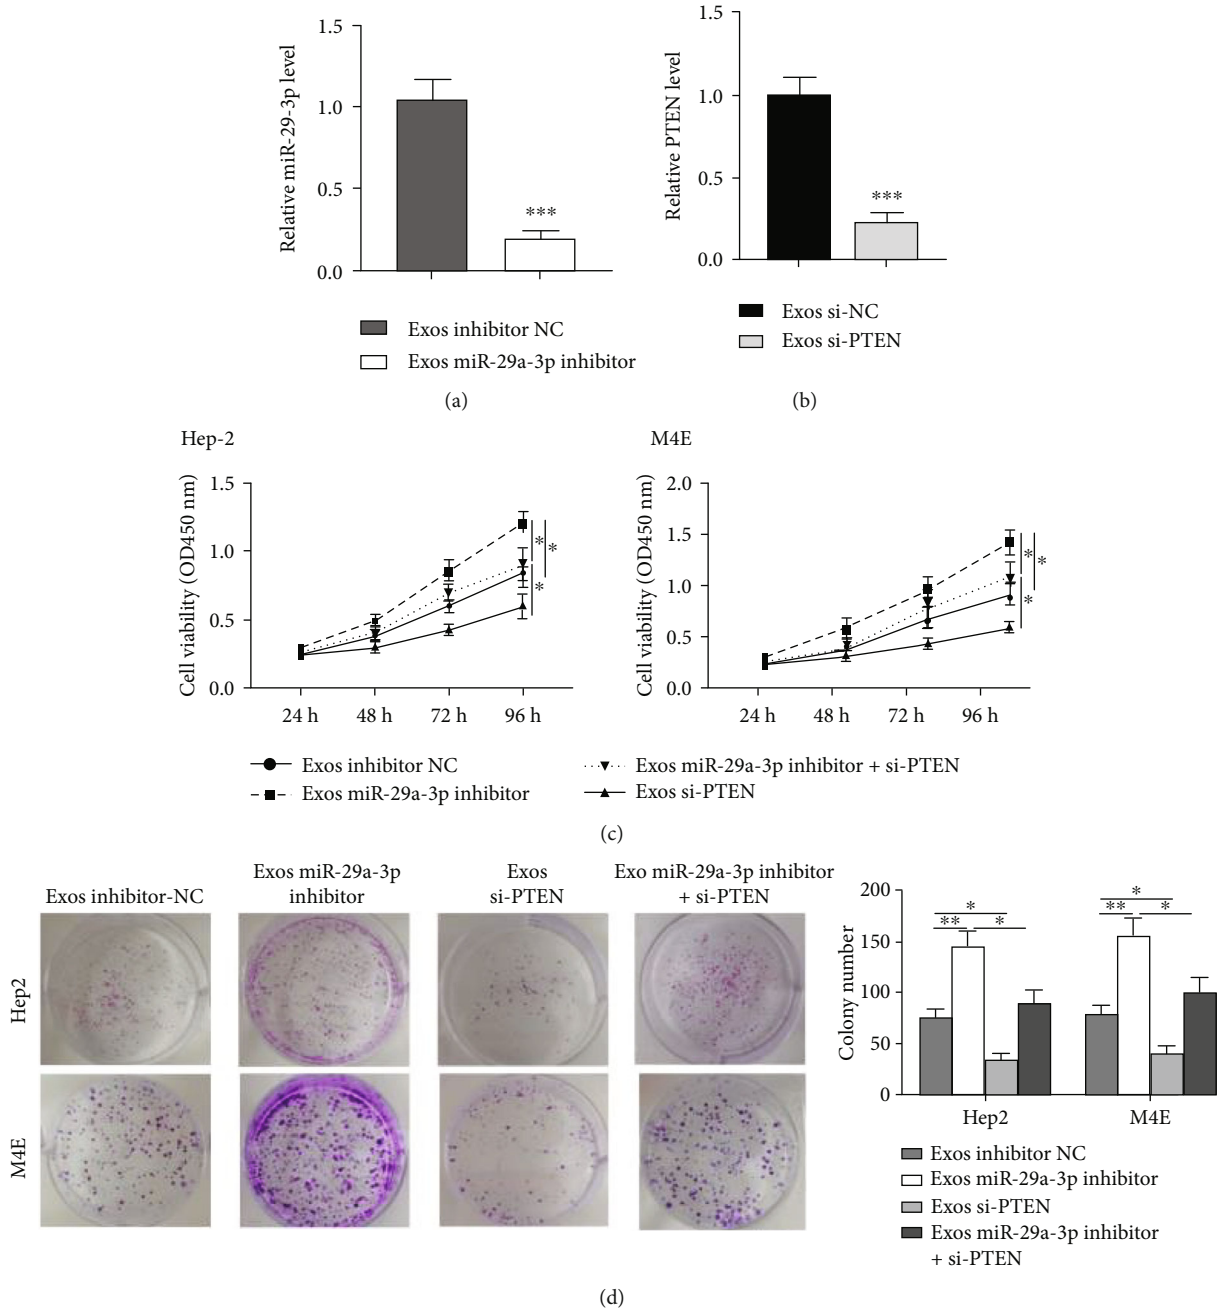 1.5
1.0
0.5
0.0
Relative miR-29-3p level
***
Exos inhibitor NC
Exos miR-29a-3p inhibitor
(a)
1.5
1.0
0.5
0.0
Relative PTEN level
***
Exos si-NC
Exos si-PTEN
(b)
Hep-2
1.5
1.0
0.5
0.0
Cell viability (OD450 nm)
* * *
24 h 48 h 72 h 96 h
M4E
2.0
1.5
1.0
0.5
0.0
Cell viability (OD450 nm)
* * *
24 h 48 h 72 h 96 h
Exos inhibitor NC
Exos miR-29a-3p inhibitor
Exos miR-29a-3p inhibitor + si-PTEN
Exos si-PTEN
(c)
Exos inhibitor-NC
Exos miR-29a-3p
inhibitor
Exos
si-PTEN
Exo miR-29a-3p inhibitor
+ si-PTEN
Hep2
M4E
200
150
100
50
0
Colony number
*
** *
*
** *
Hep2 M4E
Exos inhibitor NC
Exos miR-29a-3p inhibitor
Exos si-PTEN
Exos miR-29a-3p inhibitor
+ si-PTEN
(d)